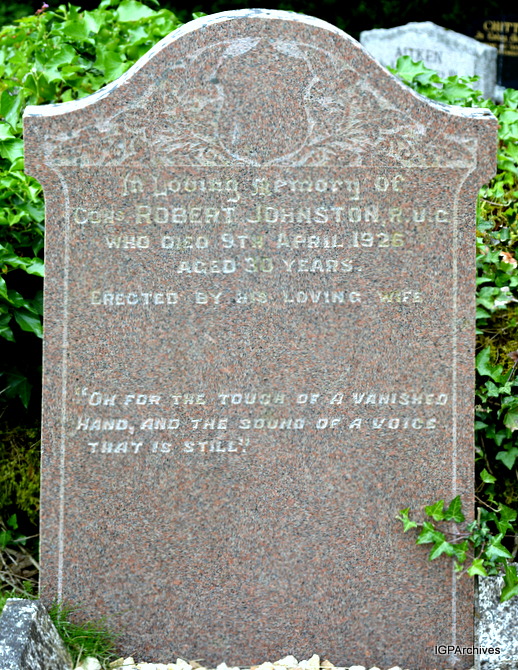 AITKEN
In Loving Memory Of
CONS. ROBERT JOHNSTON, R.U.C.
WHO DIED 9TH APRIL 1926
AGED 30 YEARS.
ERECTED BY HIS LOVING WIFE
"OH FOR THE TOUCH OF A VANISHED
HAND, AND THE SOUND OF A VOICE
THAT IS STILL."
IGPArchives